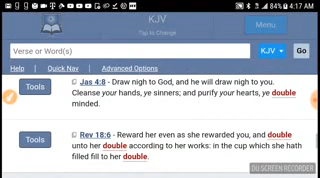 84% 4:17 AM
KJV
Tap to Change
Menu
Verse or Word(s)
KJV
Go
Help | Quick Nav | Advanced Options
Tools
Jas 4:8 - Draw nigh to God, and he will draw nigh to you.
Cleanse your hands, ye sinners; and purify your hearts, ye double
minded.
Tools
Rev 18:6 - Reward her even as she rewarded you, and double
unto her double according to her works: in the cup which she hath
filled fill to her double.
DU SCREEN RECORDER